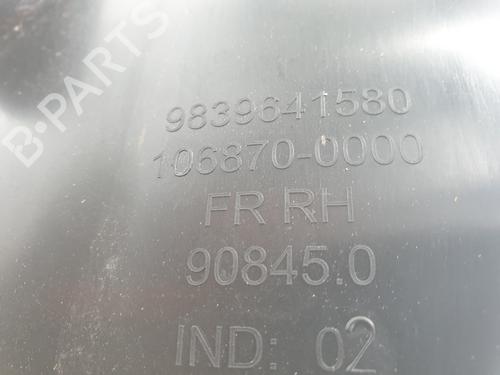 B-PARTS
9839641580
106870-0000
FR RH
90845.0
IND: 02